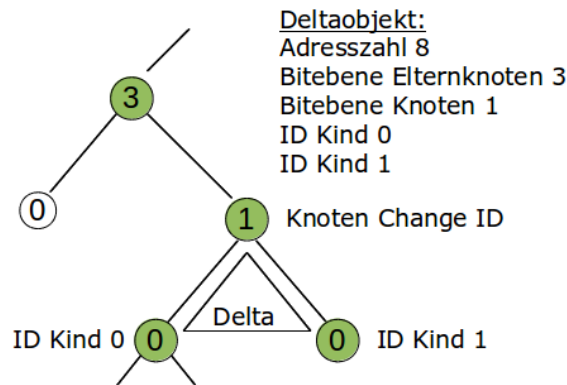 Deltaobjekt:
Adresszahl 8
Bitebene Elternknoten 3
Bitebene Knoten 1
ID Kind 0
ID Kind 1
3
0
1 Knoten Change ID
Delta
ID Kind 0 0
0 ID Kind 1